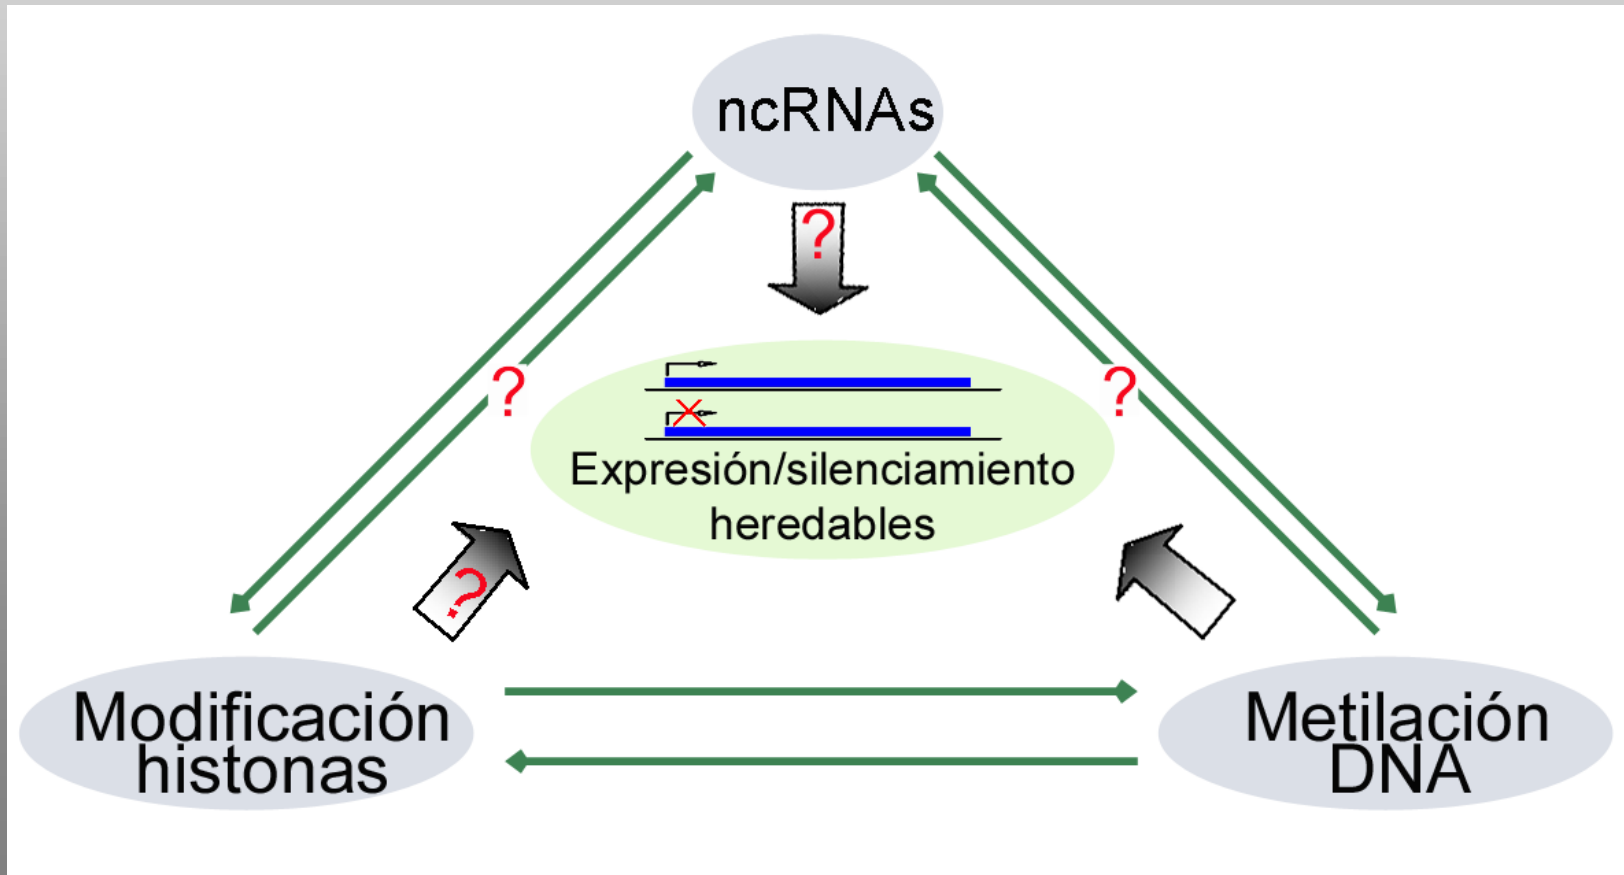 ncRNAs
?
?
?
Expresión/silenciamiento
heredables
?
Modificación
histonas
Metilación
DNA